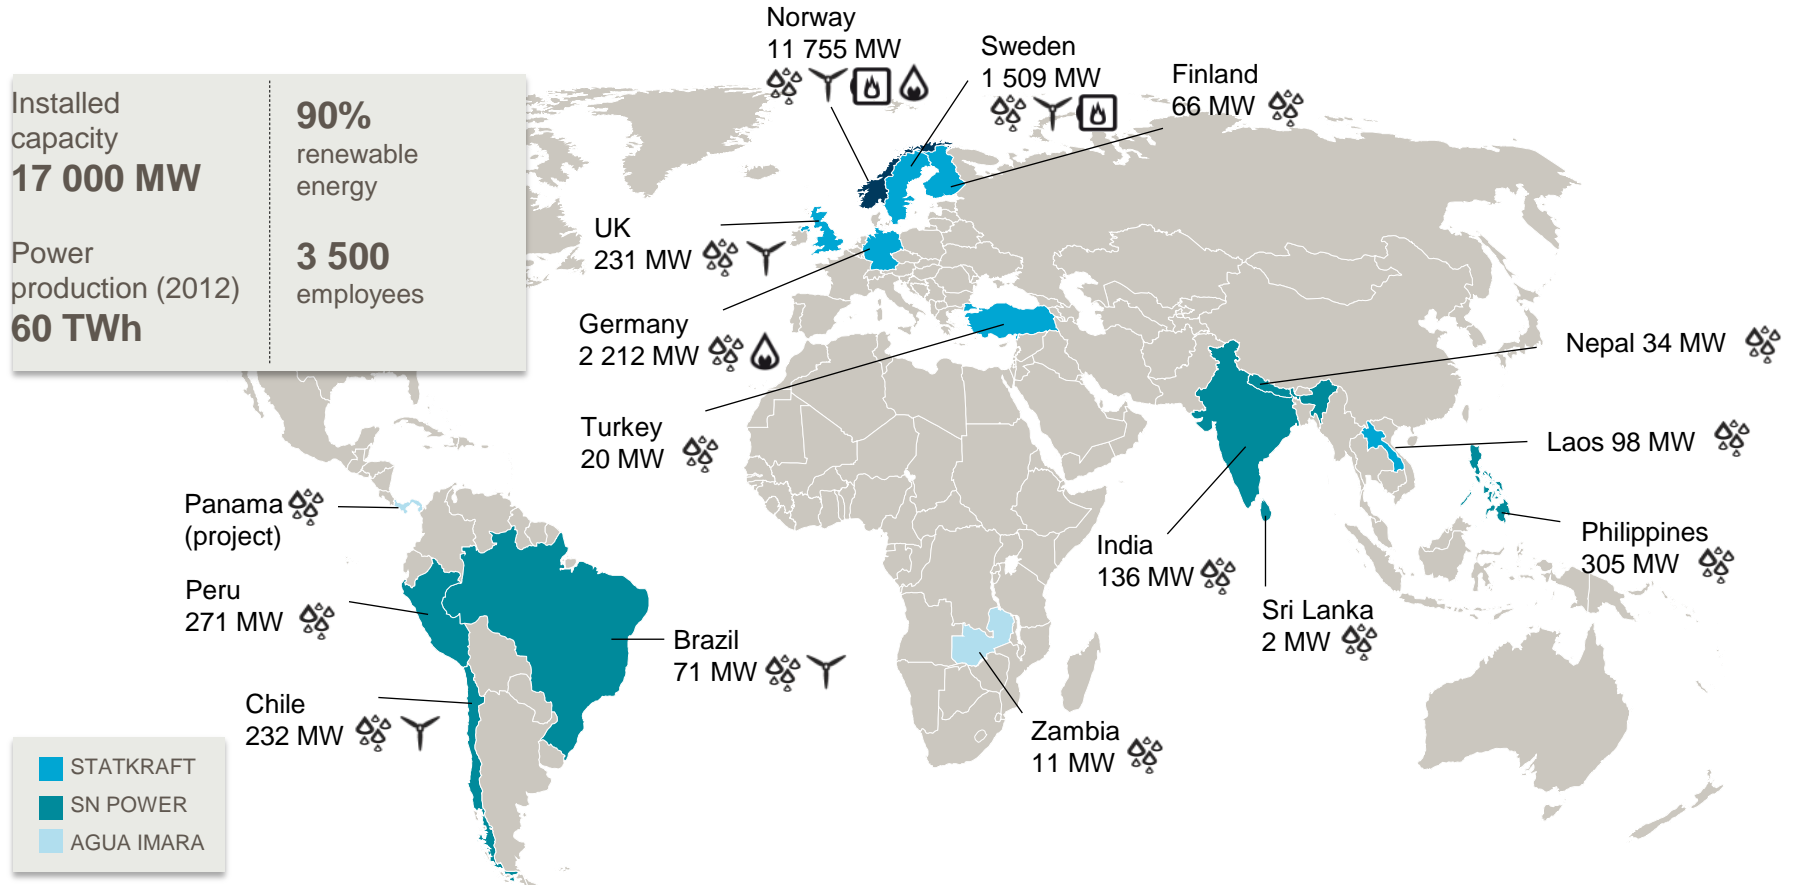 Norway
11 755 MW
Sweden
1 509 MW
Finland
66 MW
Installed
capacity
17 000 MW
90%
renewable
energy
Power
production (2012)
60 TWh
3 500
employees
UK
231 MW
Germany
2 212 MW
Turkey
20 MW
Nepal 34 MW
Laos 98 MW
Philippines
305 MW
India
136 MW
Sri Lanka
2 MW
Panama
(project)
Peru
271 MW
Brazil
71 MW
Chile
232 MW
Zambia
11 MW
STATKRAFT
SN POWER
AGUA IMARA